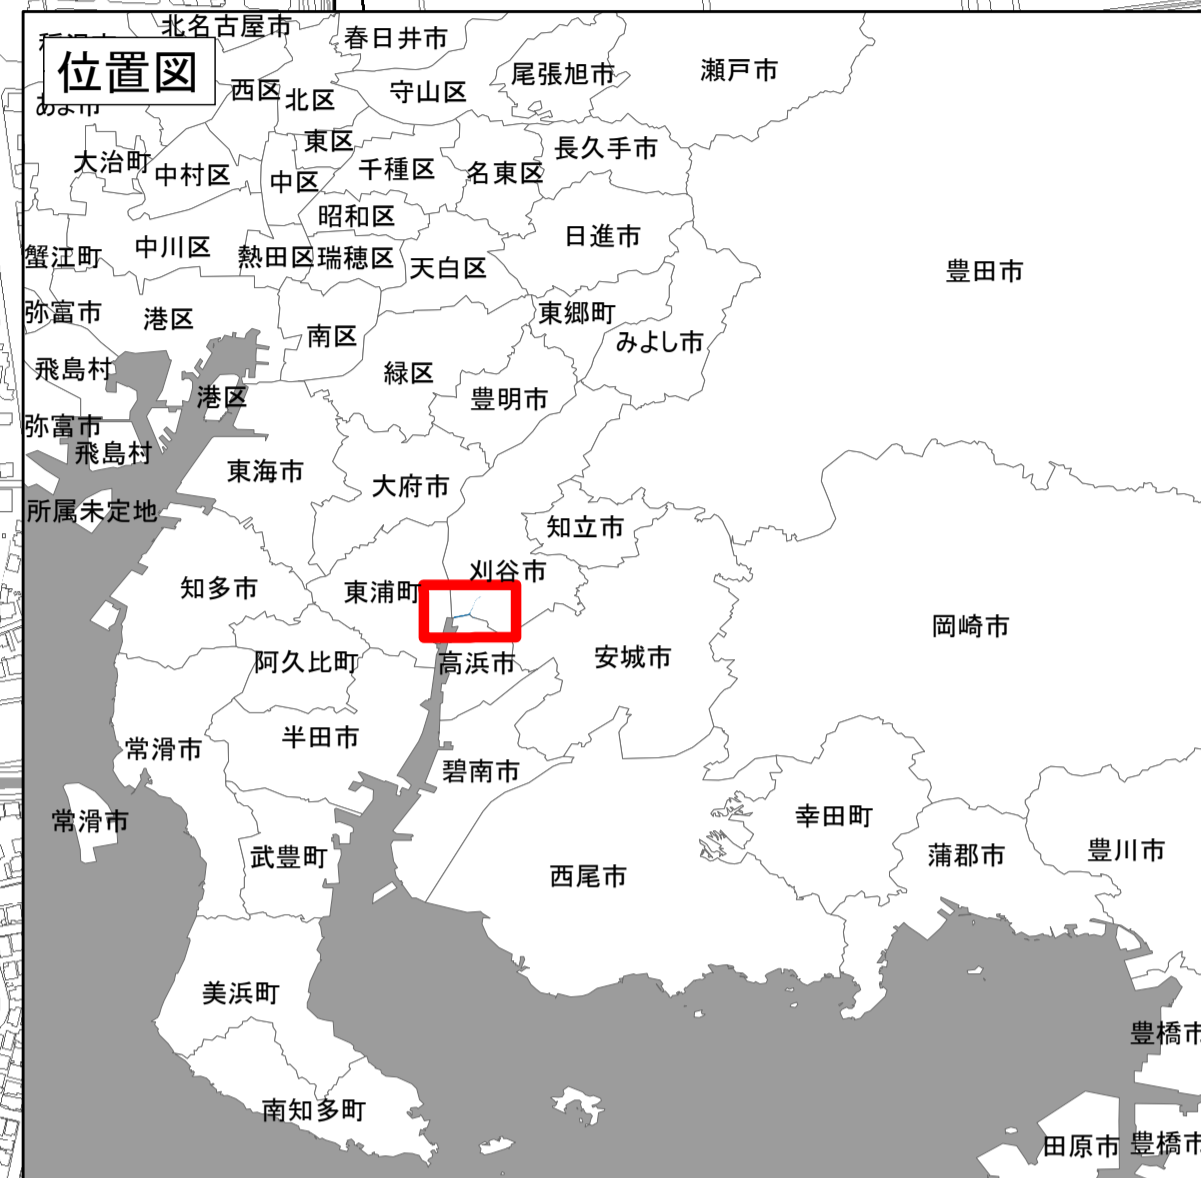 北名古屋市
春日井市
位置図
尾張旭市
瀬戸市
西区
北区
守山区
あま市
東区
長久手市
大治町
中村区
中区
千種区
名東区
昭和区
日進市
蟹江町
中川区
熱田区
瑞穂区
天白区
豊田市
弥富市
港区
南区
東郷町
みよし市
飛島村
港区
緑区
豊明市
弥富市
飛島村
東海市
大府市
所属未定地
知立市
知多市
東浦町
刈谷市
岡崎市
阿久比町
高浜市
安城市
常滑市
半田市
碧南市
常滑市
武豊町
西尾市
幸田町
蒲郡市
豊川市
美浜町
豊橋市
南知多町
田原市
豊橋市